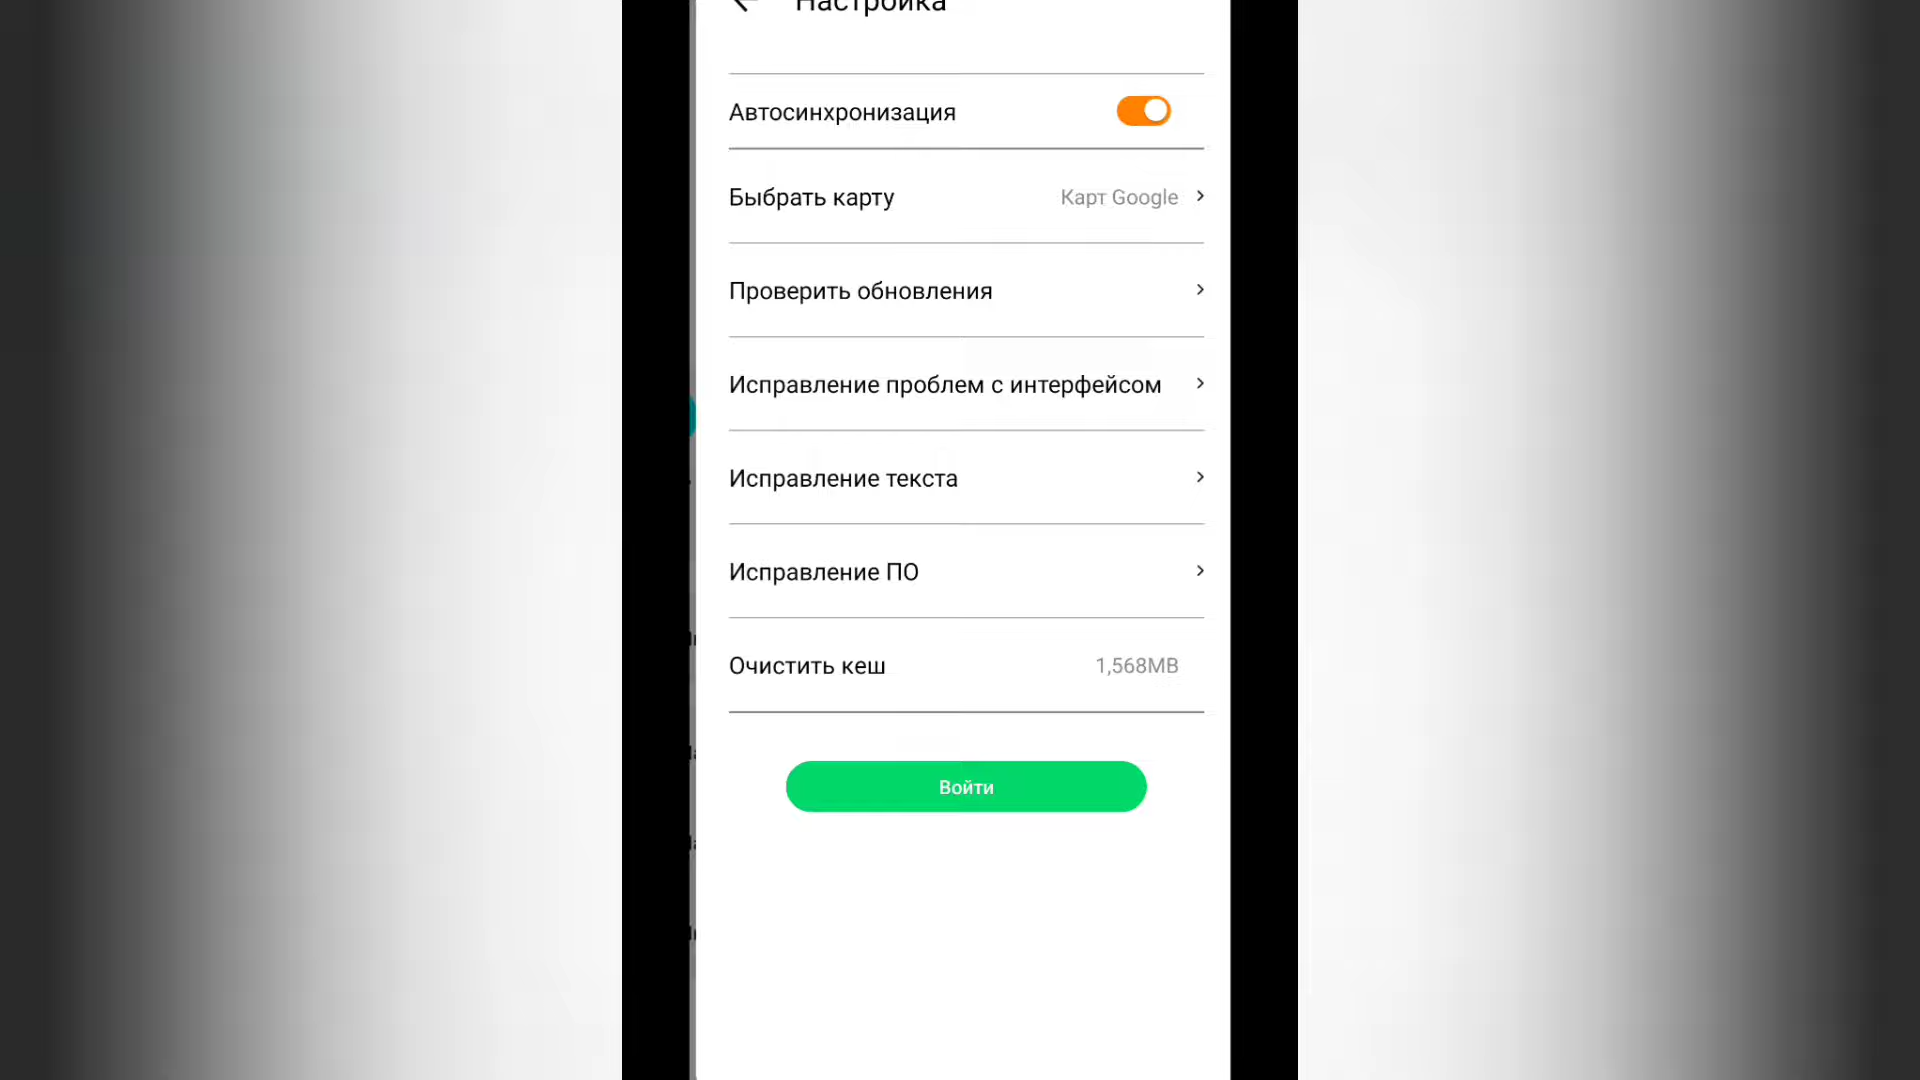 Настройка
Автосинхронизация
Быбрать карту Карт Google
Проверить обновления
Исправление проблем с интерфейсом
Исправление текста
Исправление ПО
Очистить кеш 1,568MB
Войти